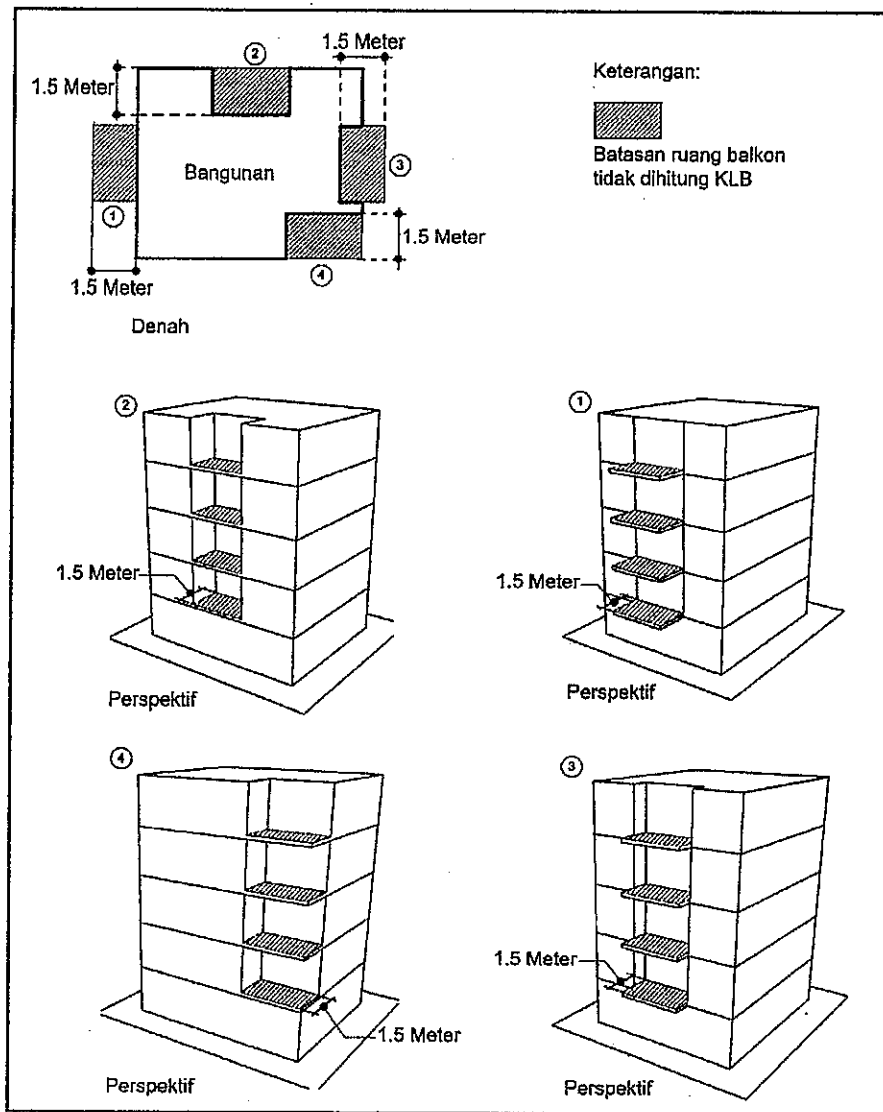 ②
1.5 Meter
1.5 Meter
Keterangan:
Batasan ruang balkon
tidak dihitung KLB
Bangunan
①
③
④
1.5 Meter
1.5 Meter
Denah
②
1.5 Meter
Perspektif
①
1.5 Meter
Perspektif
④
1.5 Meter
Perspektif
③
1.5 Meter
Perspektif